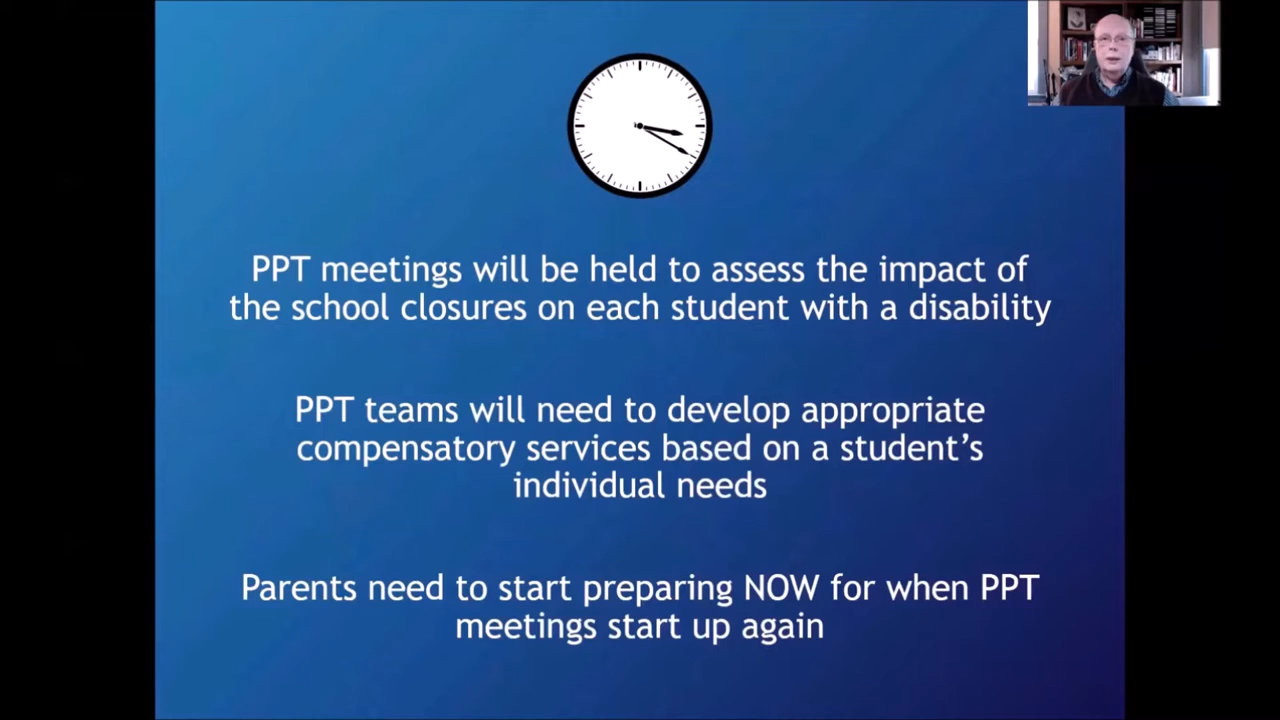 PPT meetings will be held to assess the impact of
the school closures on each student with a disability
PPT teams will need to develop appropriate
compensatory services based on a student’s
individual needs
Parents need to start preparing NOW for when PPT
meetings start up again